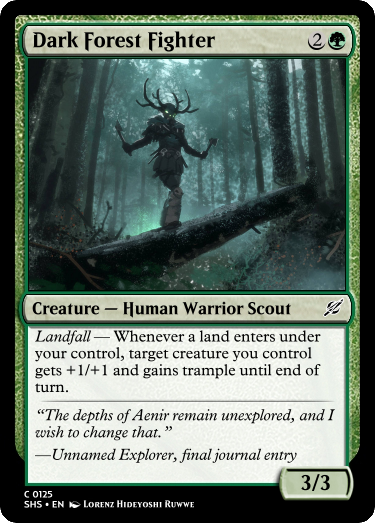 Dark Forest Fighter 2
Creature — Human Warrior Scout
Landfall — Whenever a land enters under
your control, target creature you control
gets +1/+1 and gains trample until end of
turn.
“The depths of Aenir remain unexplored, and I
wish to change that.”
—Unnamed Explorer, final journal entry
3/3
C 0125
SHS • EN Lorenz Hideyoshi Ruwwe